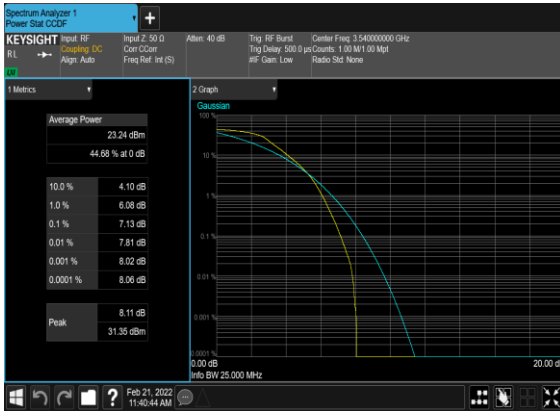 Spectrum Analyzer 1
Power Stat CCDF
KEYSIGHT
RL
Input: RF
Coupling: DC
Align: Auto
Input Z: 50 Ω
Corr CCorr
Freq Ref: Int (S)
Atten: 40 dB
Trig: RF Burst
Trig Delay: 500.0 µs
#IF Gain: Low
Center Freq: 3.540000000 GHz
Counts: 1.00 M/1.00 Mpt
Radio Std: None
1 Metrics
Average Power
23.24 dBm
44.68 % at 0 dB
10.0 % 4.10 dB
1.0 % 6.08 dB
0.1 % 7.13 dB
0.01 % 7.81 dB
0.001 % 8.02 dB
0.0001 % 8.06 dB
Peak
8.11 dB
31.35 dBm
2 Graph
Gaussian
100 %
10 %
1 %
0.1 %
0.01 %
0.001 %
0.0001 %
0.00 dB
20.00 d
Info BW 25.000 MHz
?
Feb 21, 2022
11:40:44 AM